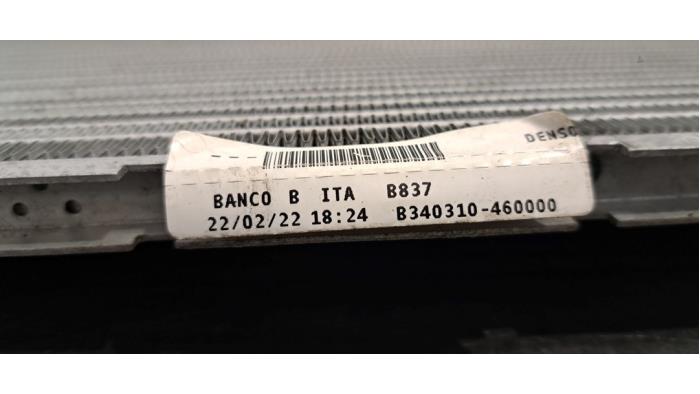 DENSO
BANCO B ITA B837
22/02/22 18:24 B340310-460000